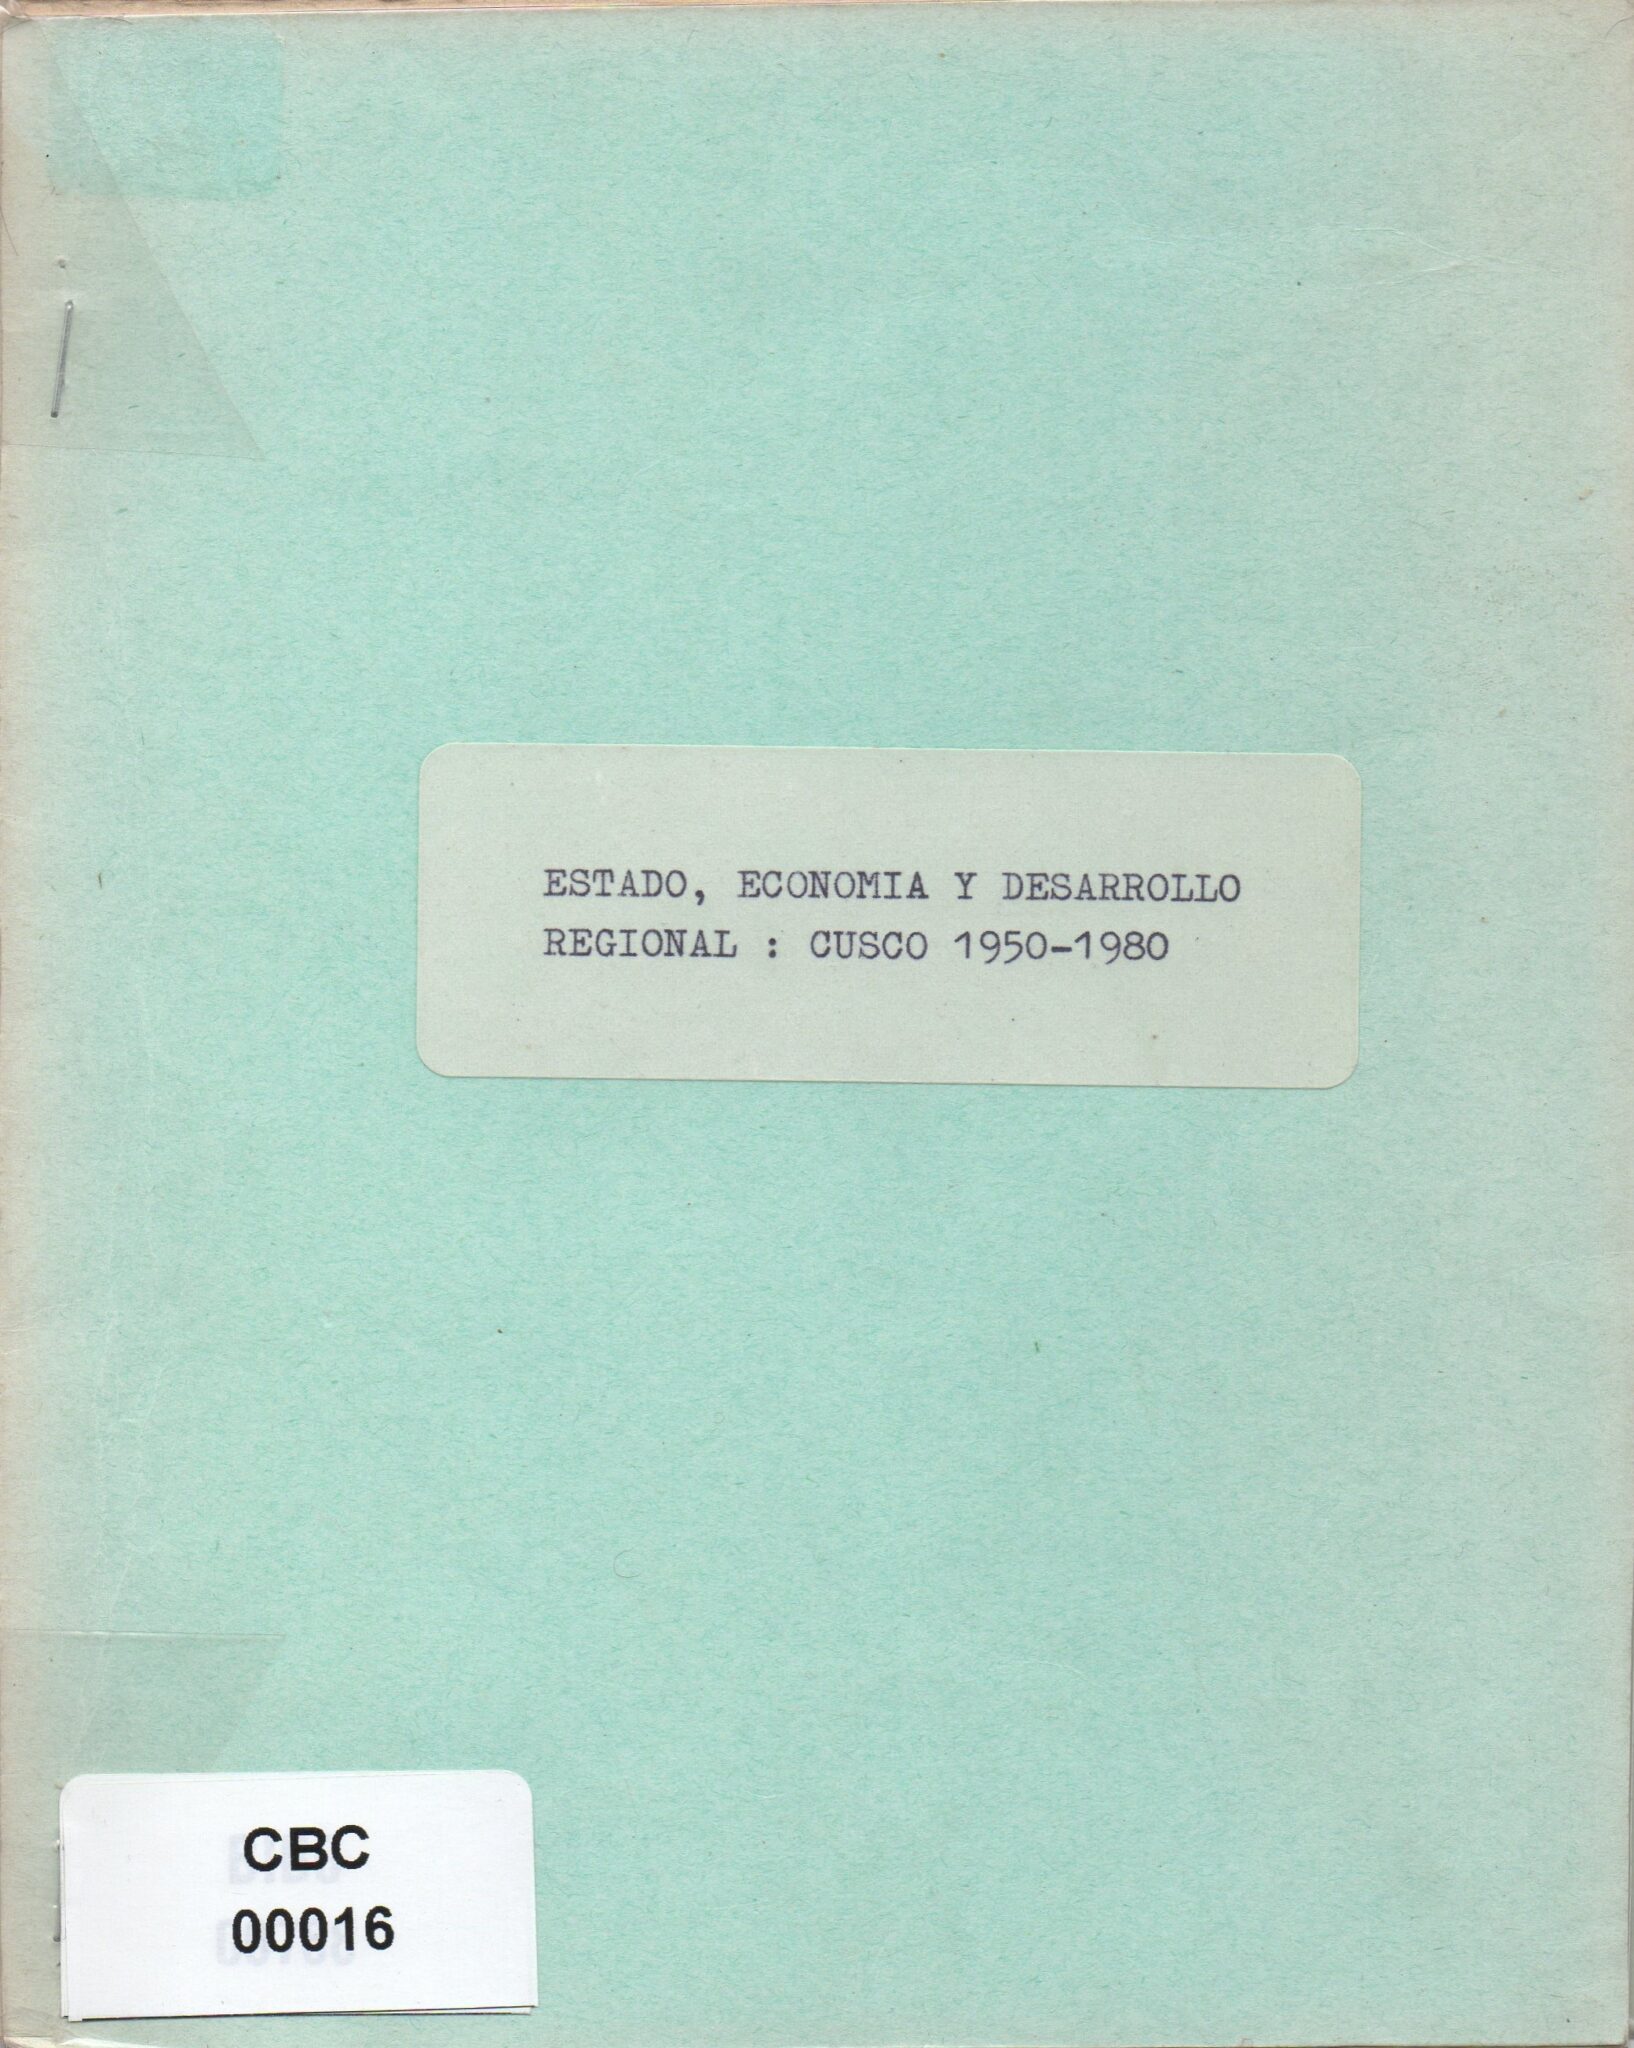 ESTADO, ECONOMIA Y DESARROLLO
REGIONAL : CUSCO 1950-1980
CBC
00016